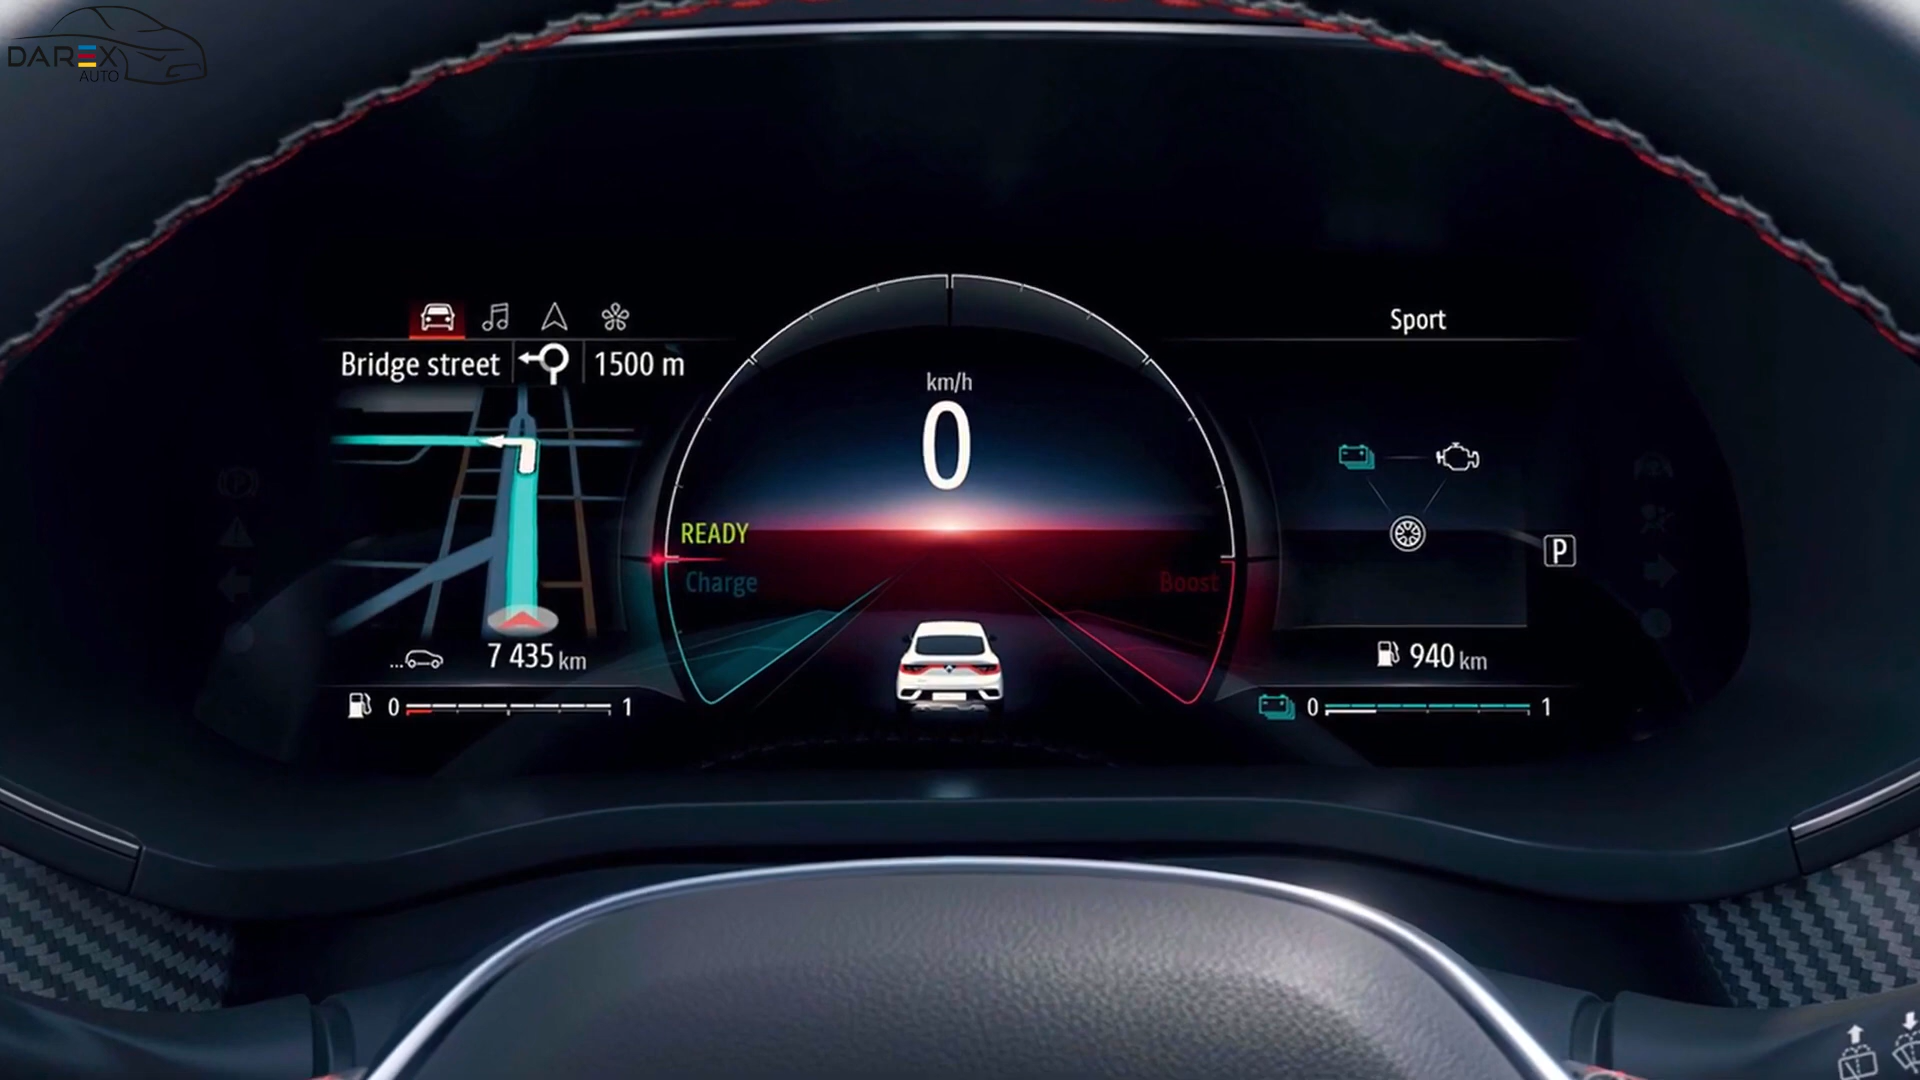 DAREX
AUTO
Sport
Bridge street
1500 m
km/h
0
READY
Charge
Boost
P
...
7 435 km
940 km
0
1
0
1